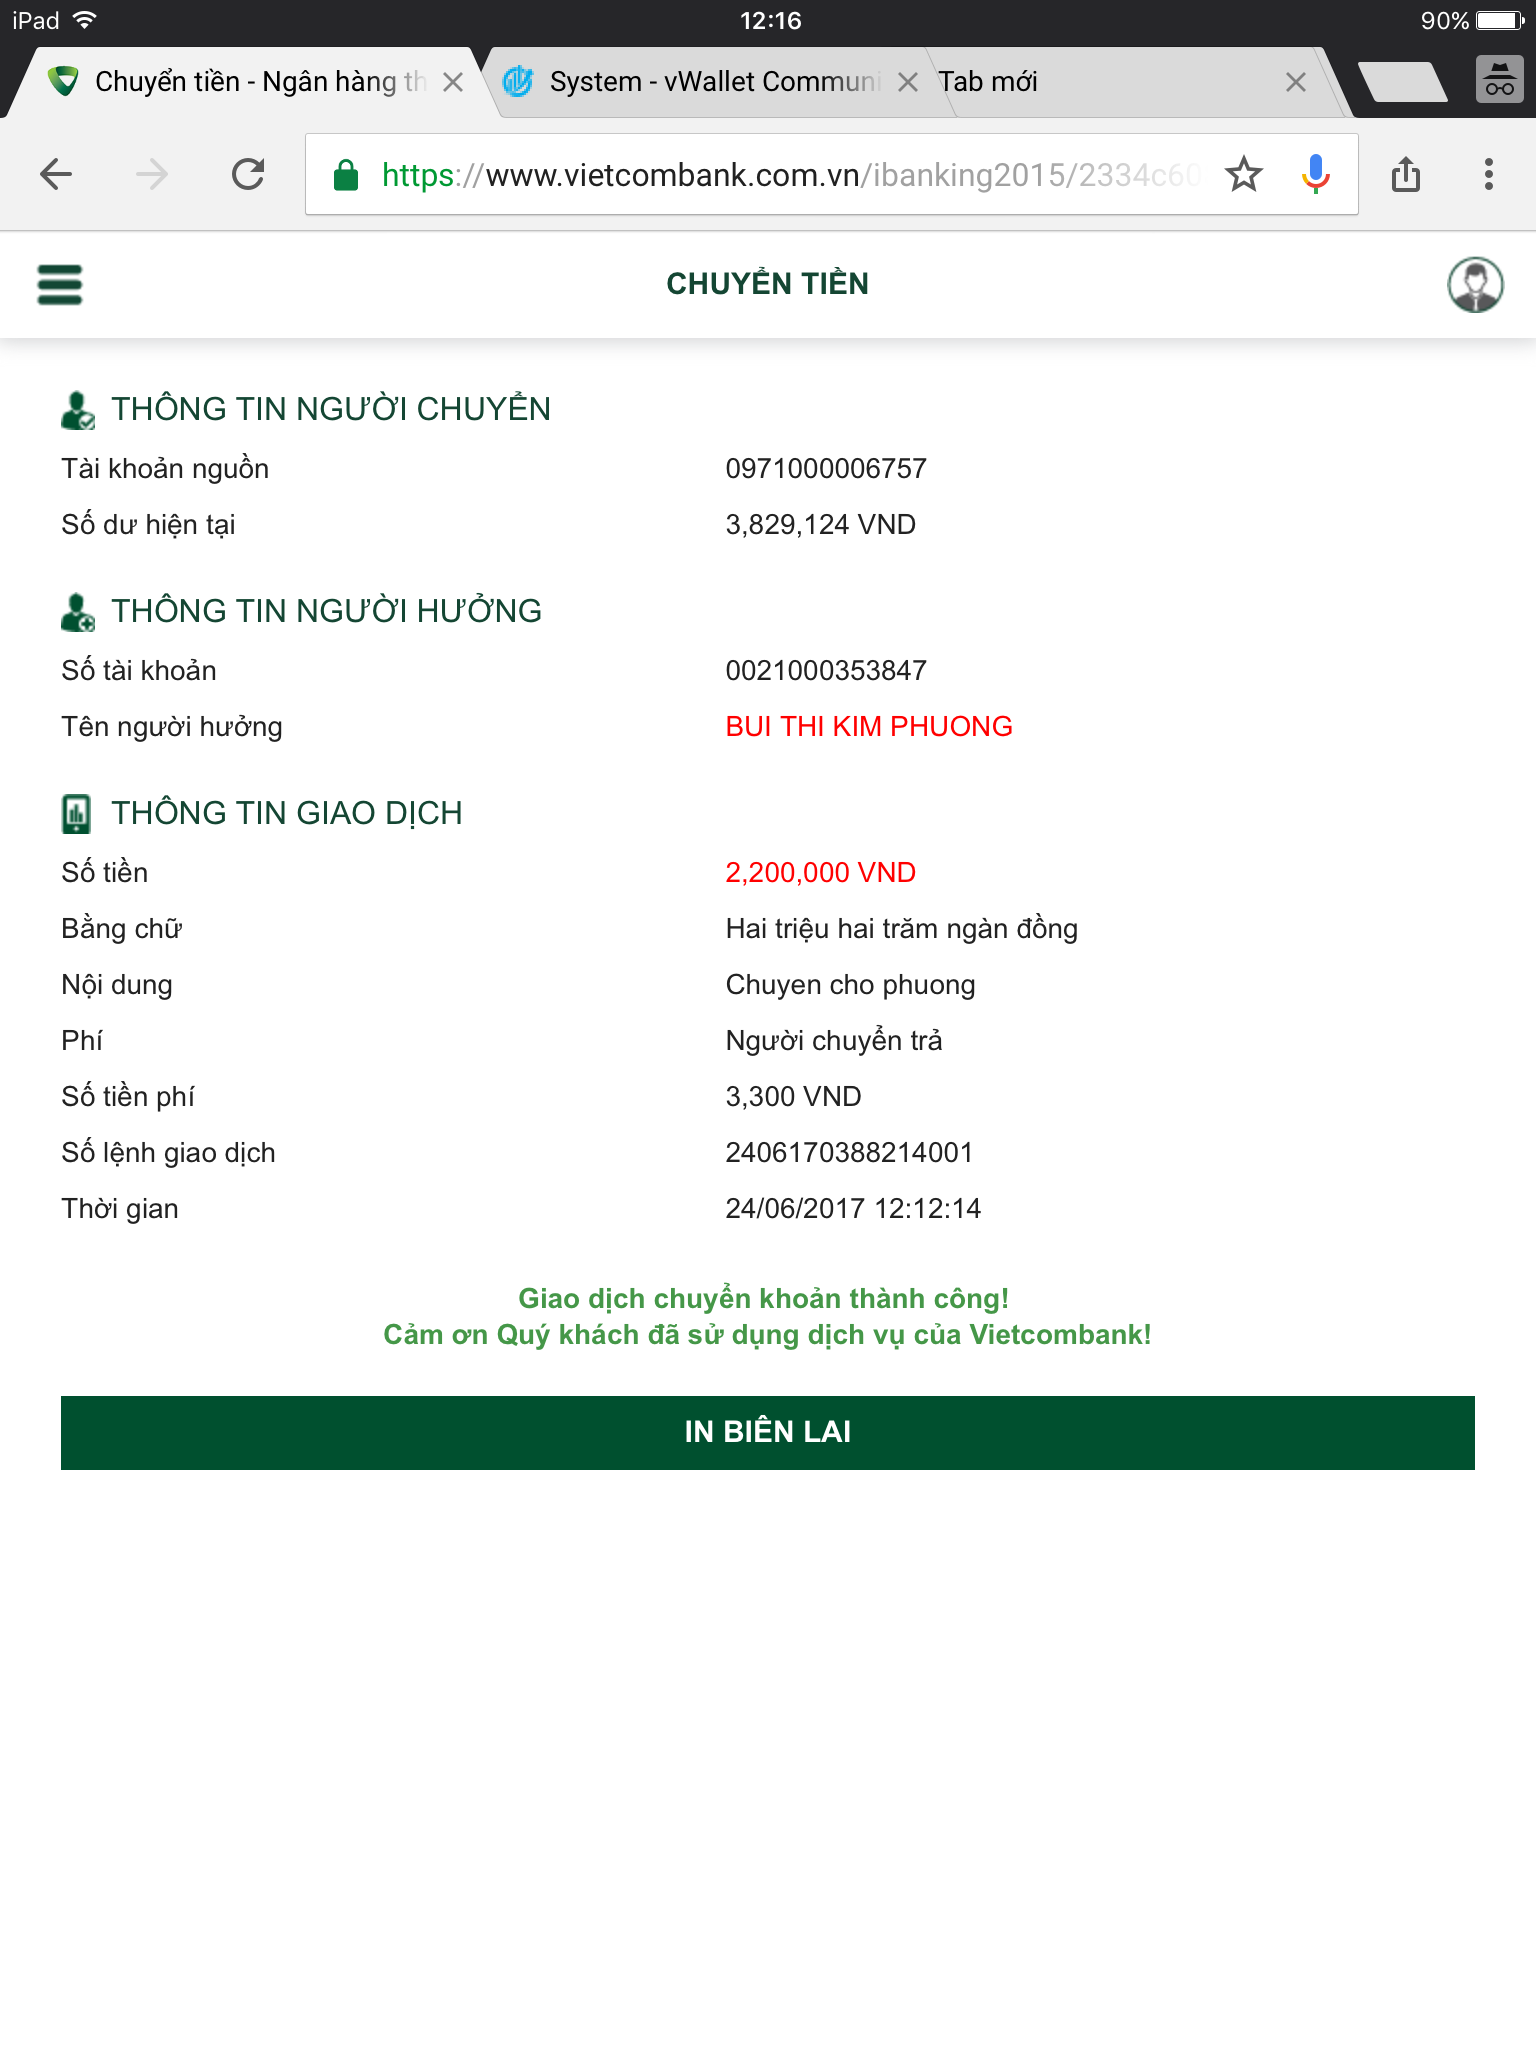 iPad 12:16 90%
Chuyển tiền - Ngân hàng th System - vWallet Communi Tab mới
https://www.vietcombank.com.vn/ibanking2015/2334c60
CHUYỂN TIỀN
THÔNG TIN NGƯỜI CHUYỂN
Tài khoản nguồn 0971000006757
Số dư hiện tại 3,829,124 VND
THÔNG TIN NGƯỜI HƯỞNG
Số tài khoản 0021000353847
Tên người hưởng BUI THI KIM PHUONG
THÔNG TIN GIAO DỊCH
Số tiền 2,200,000 VND
Bằng chữ Hai triệu hai trăm ngàn đồng
Nội dung Chuyen cho phuong
Phí Người chuyển trả
Số tiền phí 3,300 VND
Số lệnh giao dịch 2406170388214001
Thời gian 24/06/2017 12:12:14
Giao dịch chuyển khoản thành công!
Cảm ơn Quý khách đã sử dụng dịch vụ của Vietcombank!
IN BIÊN LAI